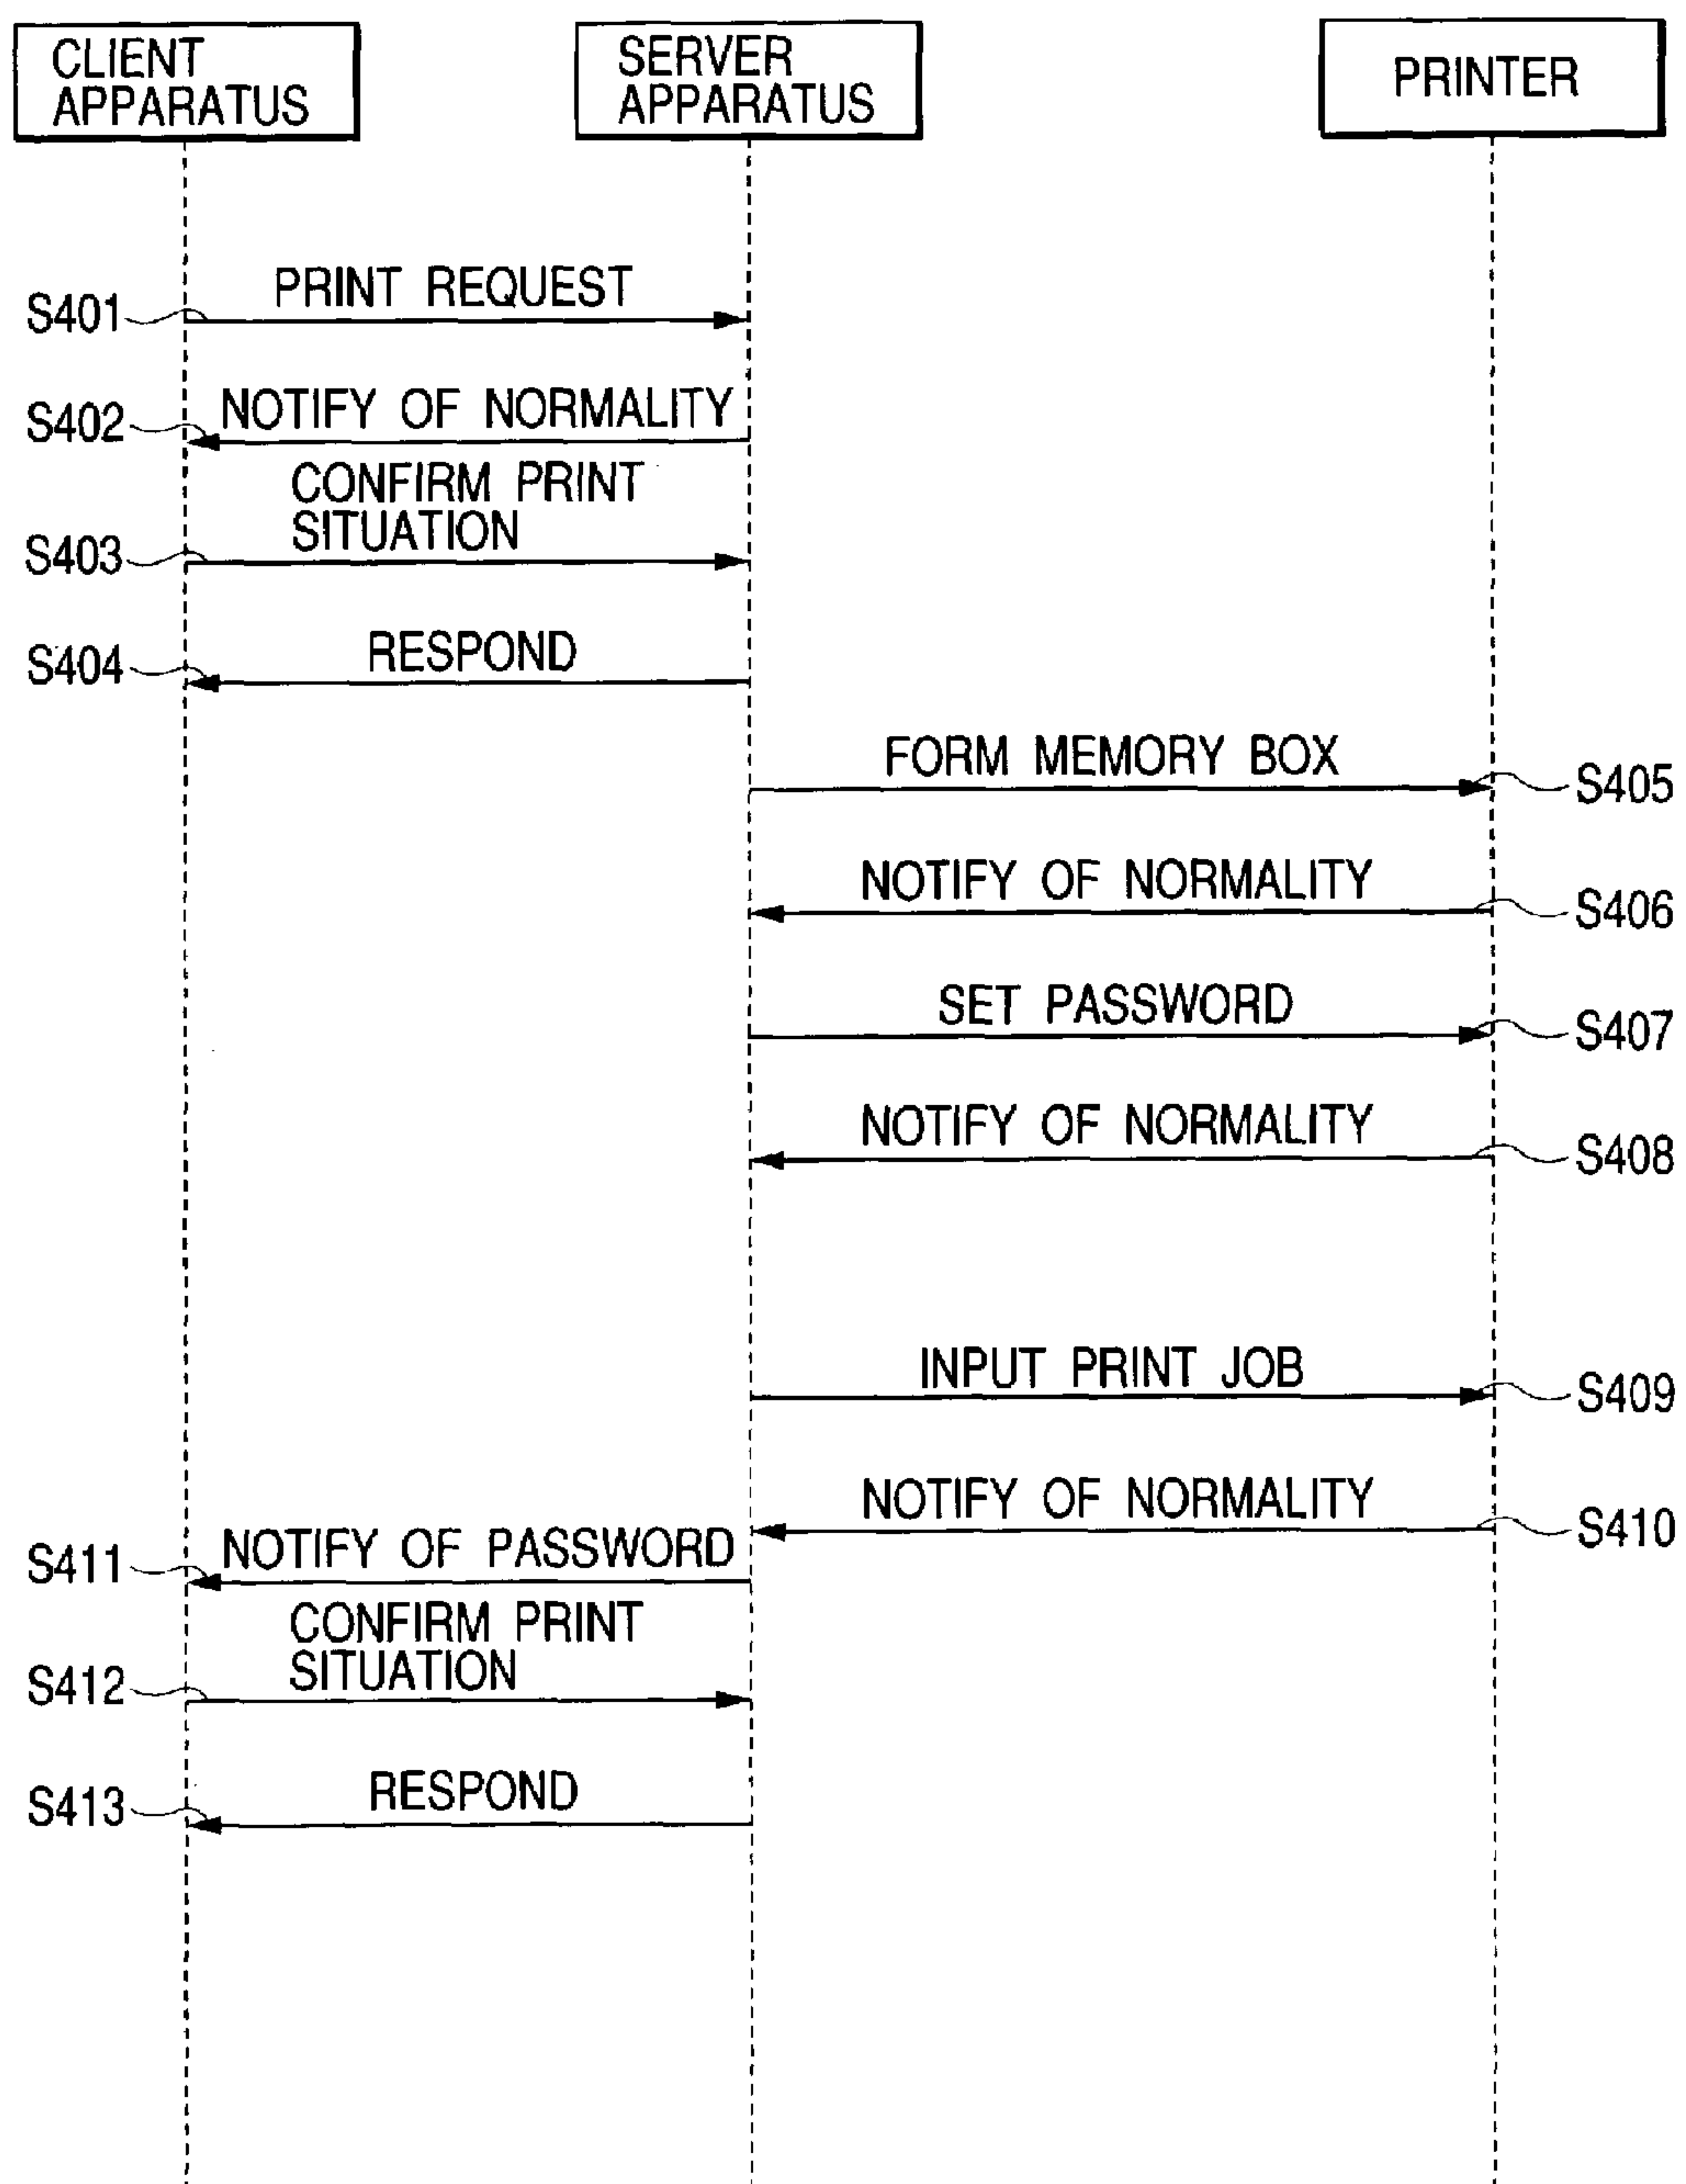 CLIENT
APPARATUS
SERVER
APPARATUS
PRINTER
PRINT REQUEST
S401
NOTIFY OF NORMALITY
S402
CONFIRM PRINT
SITUATION
S403
RESPOND
S404
FORM MEMORY BOX
S405
NOTIFY OF NORMALITY
S406
SET PASSWORD
S407
NOTIFY OF NORMALITY
S408
INPUT PRINT JOB
S409
NOTIFY OF NORMALITY
S410
NOTIFY OF PASSWORD
S411
CONFIRM PRINT
SITUATION
S412
RESPOND
S413